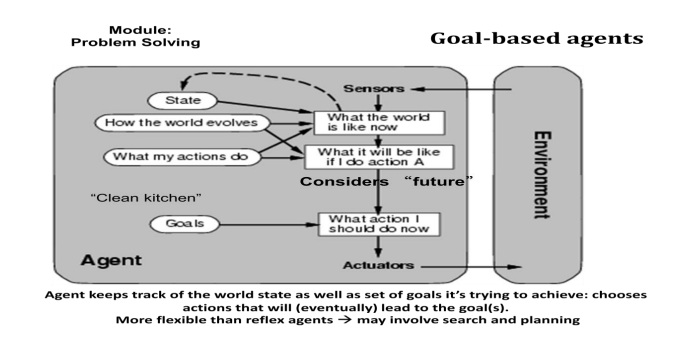 Module:
Problem Solving
Goal-based agents
Sensors
State
How the world evolves
What the world
is like now
What my actions do
What it will be like
if I do action A
Considers “future”
“Clean kitchen”
Goals
What action I
should do now
Agent
Actuators
Environment
Agent keeps track of the world state as well as set of goals it’s trying to achieve: chooses
actions that will (eventually) lead to the goal(s).
More flexible than reflex agents → may involve search and planning